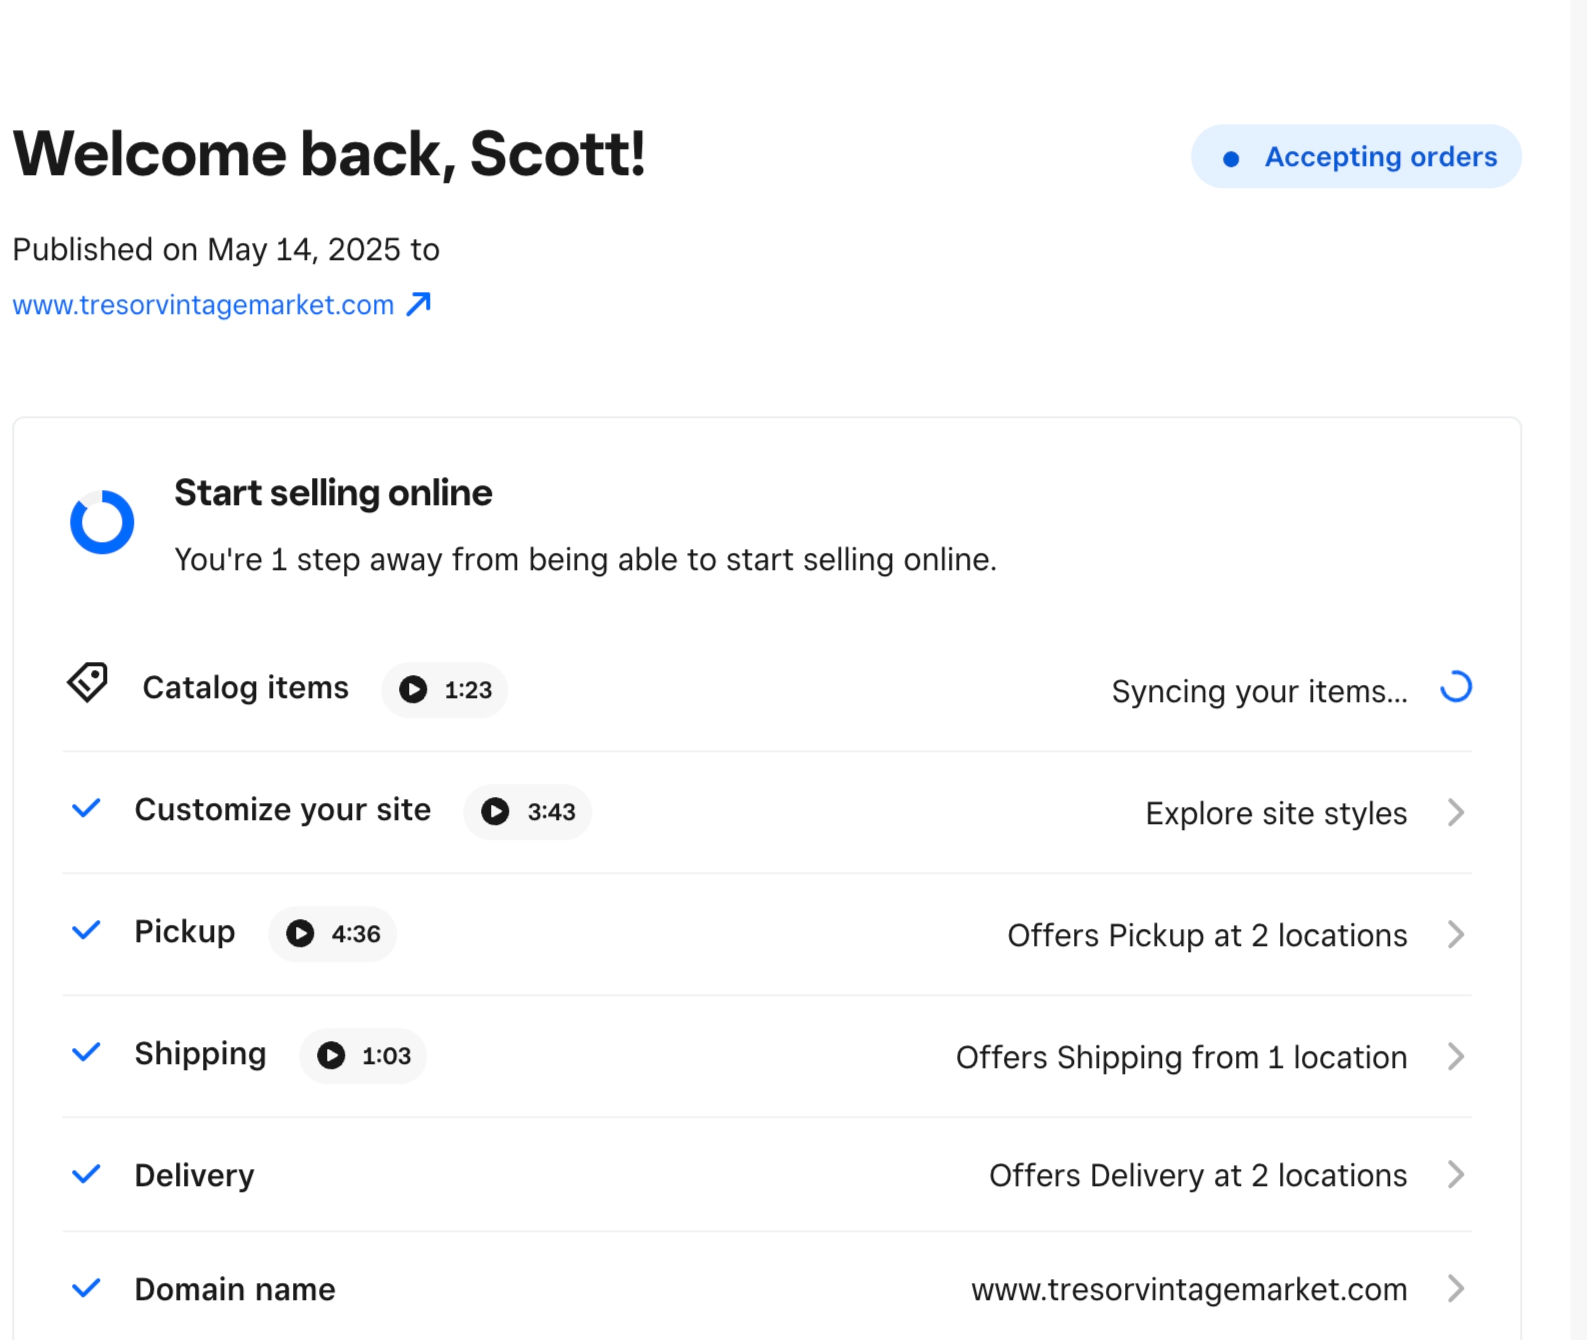 Welcome back, Scott!
Accepting orders
Published on May 14, 2025 to
www.tresorvintagemarket.com
Start selling online
You're 1 step away from being able to start selling online.
Catalog items 1:23 Syncing your items...
Customize your site 3:43 Explore site styles
Pickup 4:36 Offers Pickup at 2 locations
Shipping 1:03 Offers Shipping from 1 location
Delivery Offers Delivery at 2 locations
Domain name www.tresorvintagemarket.com